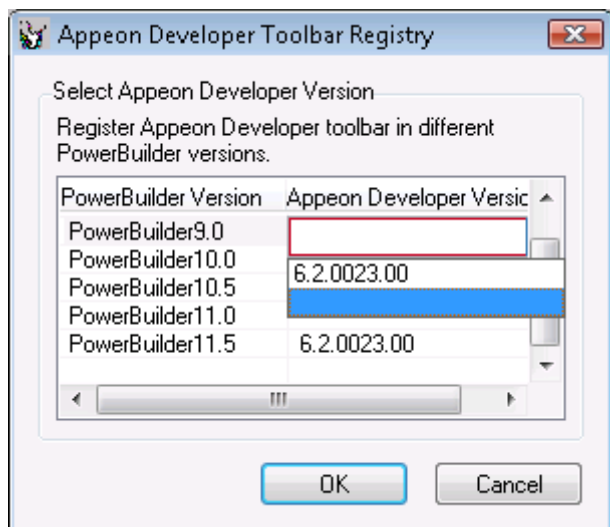 Appeon Developer Toolbar Registry
Select Appeon Developer Version
Register Appeon Developer toolbar in different
PowerBuilder versions.
PowerBuilder Version Appeon Developer Versic
PowerBuilder9.0
PowerBuilder10.0 6.2.0023.00
PowerBuilder10.5
PowerBuilder11.0
PowerBuilder11.5 6.2.0023.00
OK Cancel